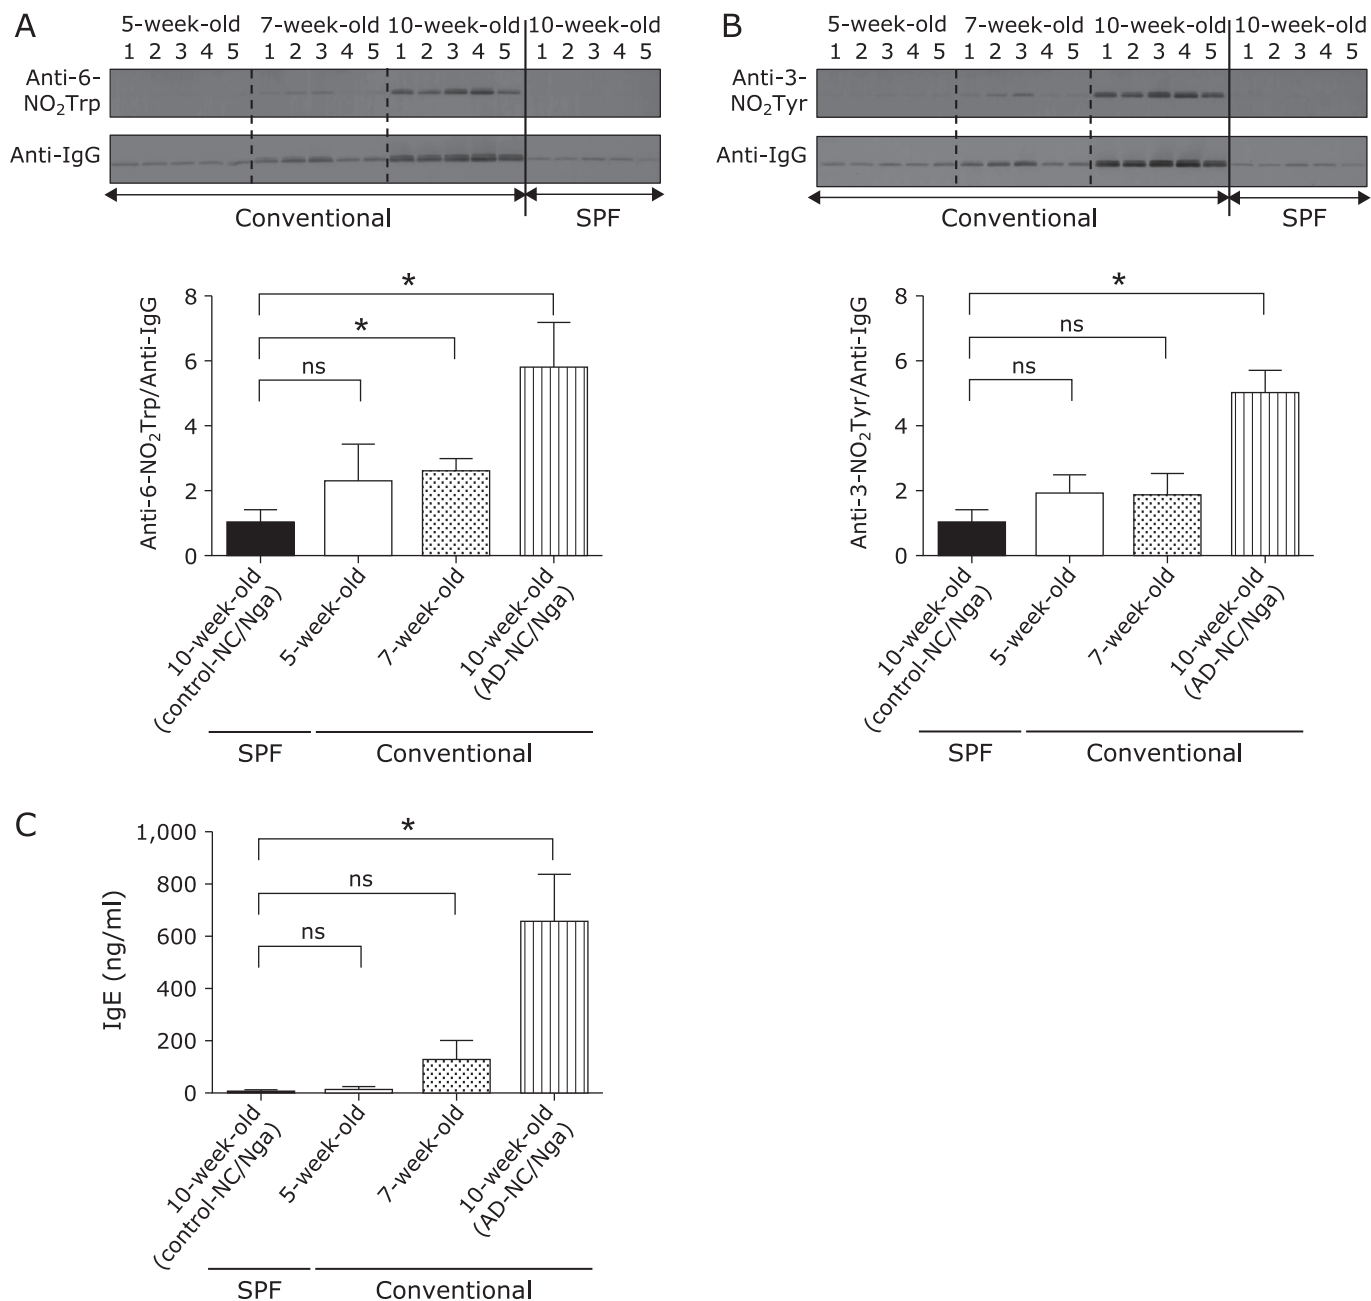 A
5-week-old 7-week-old 10-week-old 10-week-old
1 2 3 4 5 1 2 3 4 5 1 2 3 4 5 1 2 3 4 5
Anti-6-
NO₂Trp
Anti-IgG
Conventional SPF
Anti-6-NO₂Trp/Anti-IgG
8
6
4
2
0
*
*
ns
10-week-old
(control-NC/Nga)
5-week-old
7-week-old
10-week-old
(AD-NC/Nga)
SPF Conventional
B
5-week-old 7-week-old 10-week-old 10-week-old
1 2 3 4 5 1 2 3 4 5 1 2 3 4 5 1 2 3 4 5
Anti-3-
NO₂Tyr
Anti-IgG
Conventional SPF
Anti-3-NO₂Tyr/Anti-IgG
8
6
4
2
0
*
ns
ns
10-week-old
(control-NC/Nga)
5-week-old
7-week-old
10-week-old
(AD-NC/Nga)
SPF Conventional
C
IgE (ng/ml)
1,000
800
600
400
200
0
*
ns
ns
10-week-old
(control-NC/Nga)
5-week-old
7-week-old
10-week-old
(AD-NC/Nga)
SPF Conventional